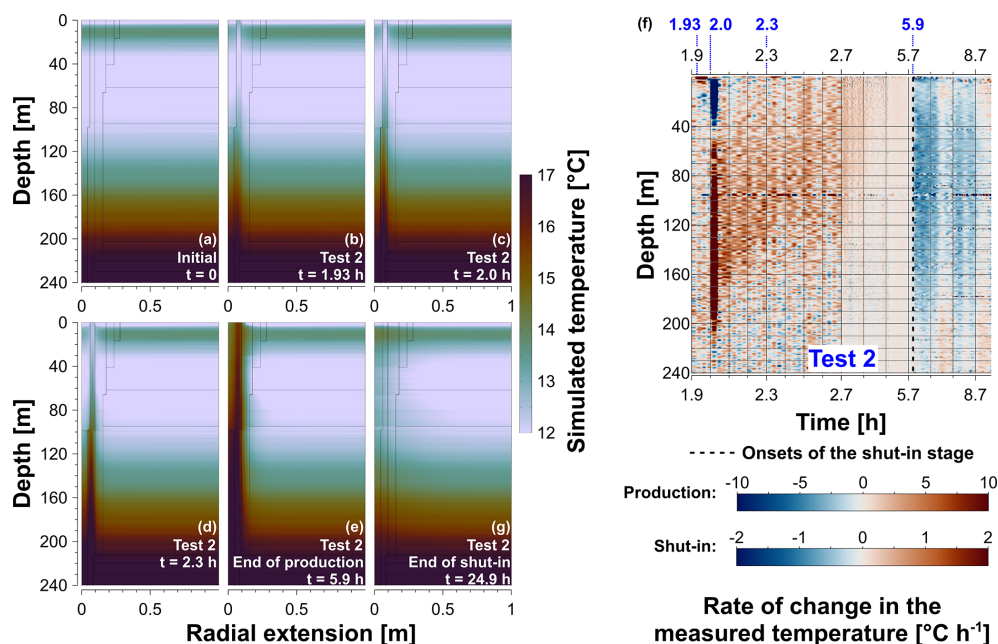 0
40
80
120
160
200
240
Depth [m]
(a)
Initial
t = 0
(b)
Test 2
t = 1.93 h
(c)
Test 2
t = 2.0 h
0 0.5 0 0.5 0 0.5 1
0
40
80
120
160
200
240
Depth [m]
(d)
Test 2
t = 2.3 h
(e)
Test 2
End of production
t = 5.9 h
(g)
Test 2
End of shut-in
t = 24.9 h
0 0.5 0 0.5 0 0.5 1
Radial extension [m]
17
16
15
14
13
12
Simulated temperature [°C]
(f)
1.93 2.0 2.3 5.9
1.9 2.3 2.7 5.7 8.7
40
80
120
160
200
240
Depth [m]
Test 2
1.9 2.3 2.7 5.7 8.7
Time [h]
Onsets of the shut-in stage
-10 -5 0 5 10
Production:
Shut-in:
-2 -1 0 1 2
Rate of change in the
measured temperature [°C h-1]